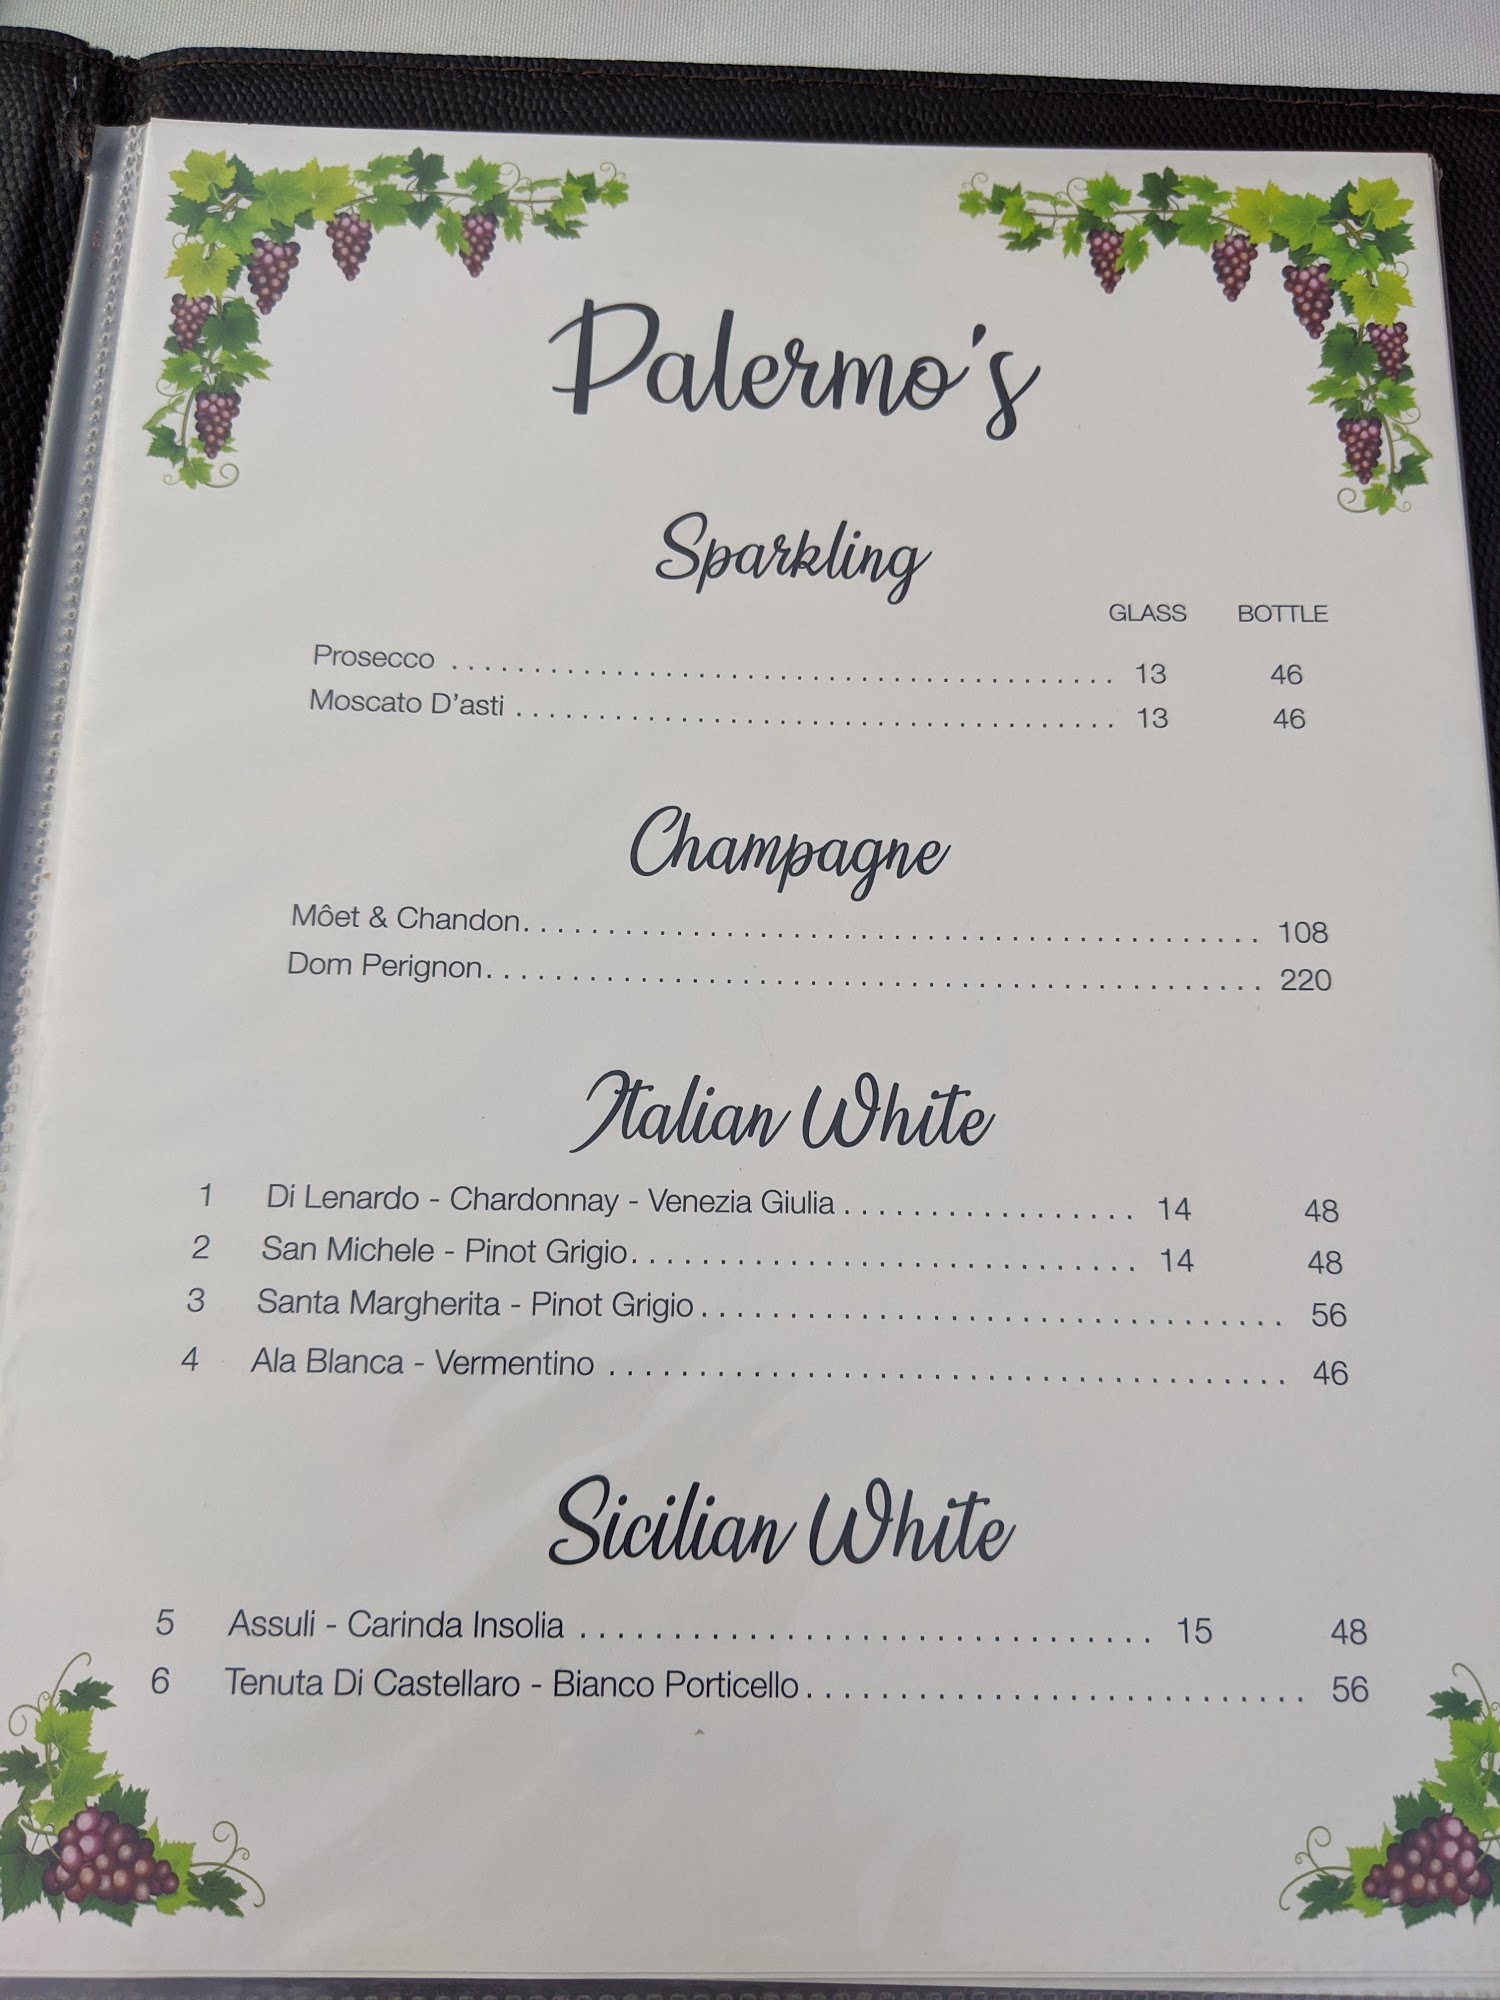 Palermo's
Sparkling
GLASS BOTTLE
Prosecco . . . . . . . . . . . . . . . . . . . . . . . . . . . . . . . . . . . . . . . . 13 46
Moscato D'asti . . . . . . . . . . . . . . . . . . . . . . . . . . . . . . . . . . . . 13 46
Champagne
Môet & Chandon. . . . . . . . . . . . . . . . . . . . . . . . . . . . . . . . . . . . . . . . . . . 108
Dom Perignon. . . . . . . . . . . . . . . . . . . . . . . . . . . . . . . . . . . . . . . . . . . . . 220
Italian White
1 Di Lenardo - Chardonnay - Venezia Giulia . . . . . . . . . . . . . . . . . 14 48
2 San Michele - Pinot Grigio. . . . . . . . . . . . . . . . . . . . . . . . . . . . . 14 48
3 Santa Margherita - Pinot Grigio . . . . . . . . . . . . . . . . . . . . . . . . . . . . . . . . . 56
4 Ala Blanca - Vermentino . . . . . . . . . . . . . . . . . . . . . . . . . . . . . . . . . . . . . . 46
Sicilian White
5 Assuli - Carinda Insolia . . . . . . . . . . . . . . . . . . . . . . . . . . . . . . . . . 15 48
6 Tenuta Di Castellaro - Bianco Porticello . . . . . . . . . . . . . . . . . . . . . . . . . . . 56